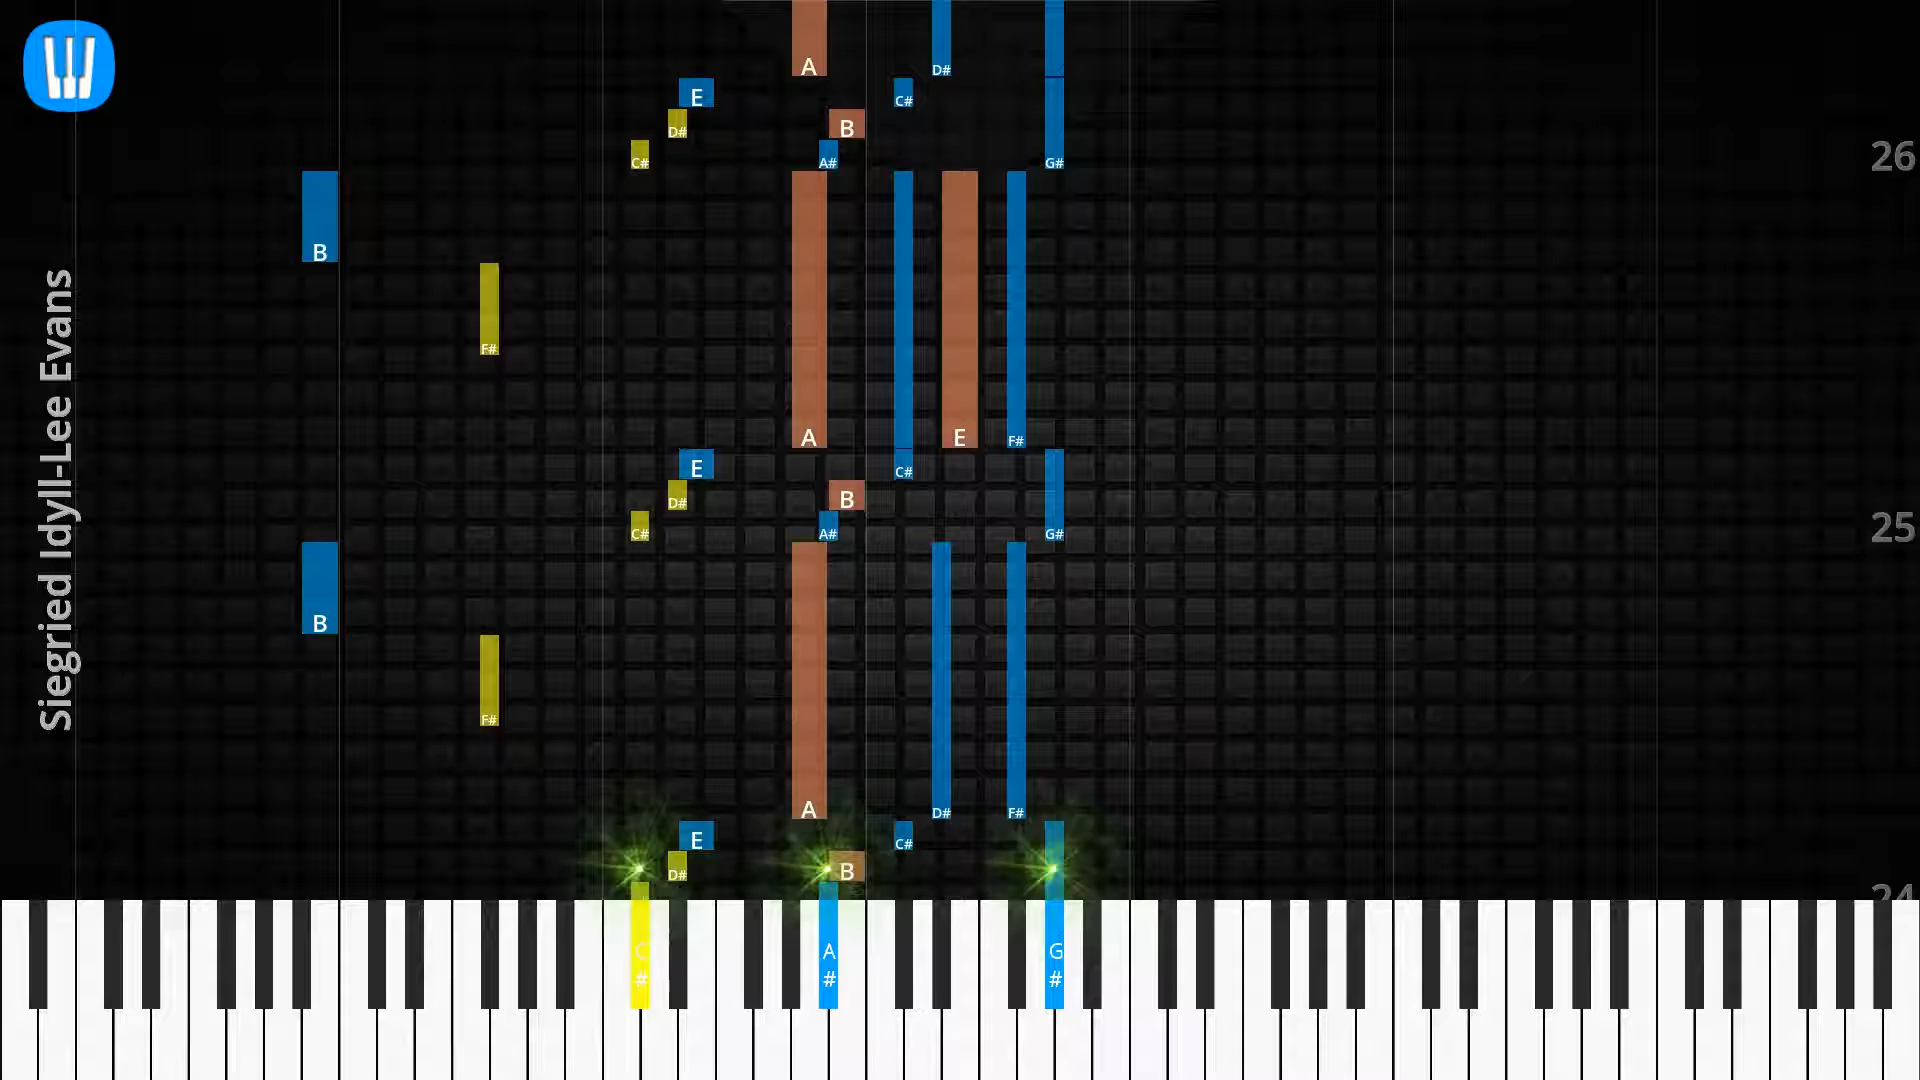 Siegried Idyll-Lee Evans
A D# 
E C#
D# B
C# A# G#
26
B
F#
A E F#
E C#
D# B
C# A# G#
25
B
F#
A D# F#
E C#
D# B
24
C# A# G#